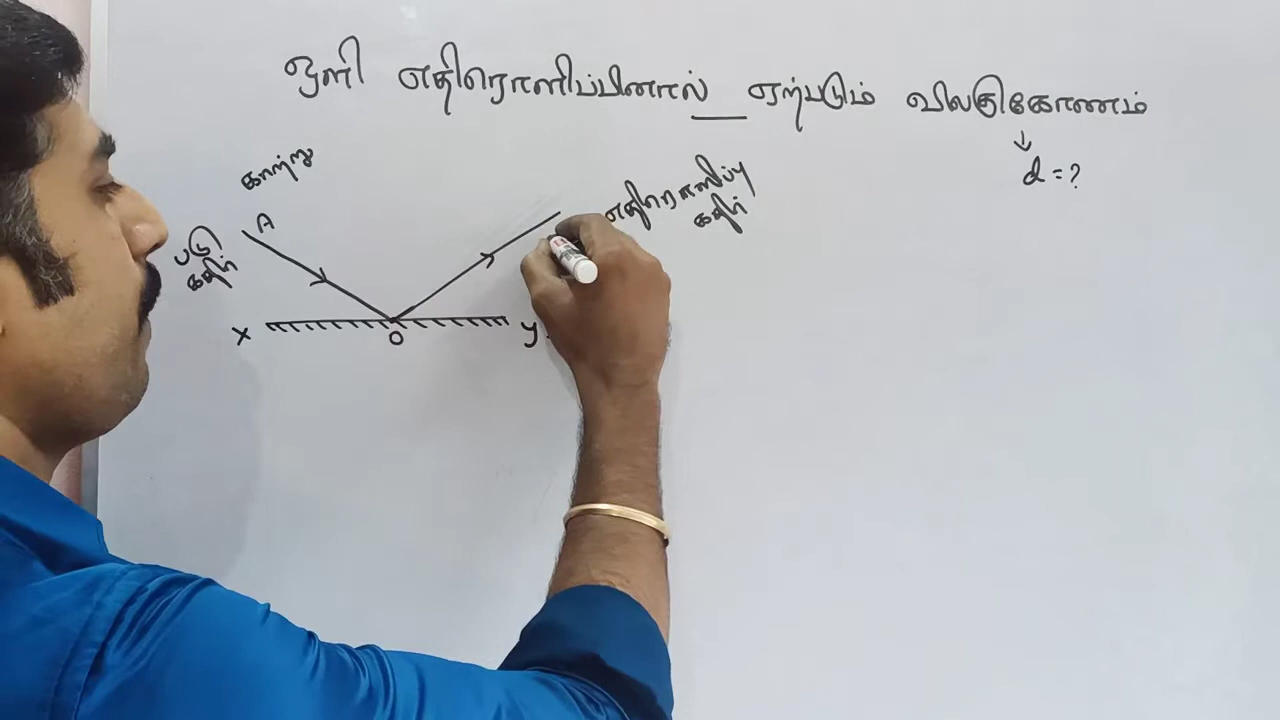 ஒளி எதிரொளிப்பினால் ஏற்படும் விலகுகோணம்
d = ?
காற்று
எதிரொளிப்பு
கதிர்
A
படு
கதிர்
X
O
y